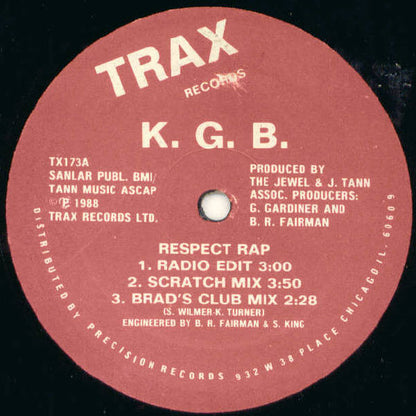 TRAX
RECORDS
K. G. B.
TX173A
SANLAR PUBL. BMI/
TANN MUSIC ASCAP
℗ 1988
TRAX RECORDS LTD.
PRODUCED BY
THE JEWEL & J. TANN
ASSOC. PRODUCERS:
G. GARDINER AND
B. R. FAIRMAN
RESPECT RAP
1. RADIO EDIT 3:00
2. SCRATCH MIX 3:50
3. BRAD'S CLUB MIX 2:28
(S. WILMER-K. TURNER)
ENGINEERED BY B. R. FAIRMAN & S. KING
DISTRIBUTED BY PRECISION RECORDS 932 W 38 PLACE CHICAGO IL. 60609